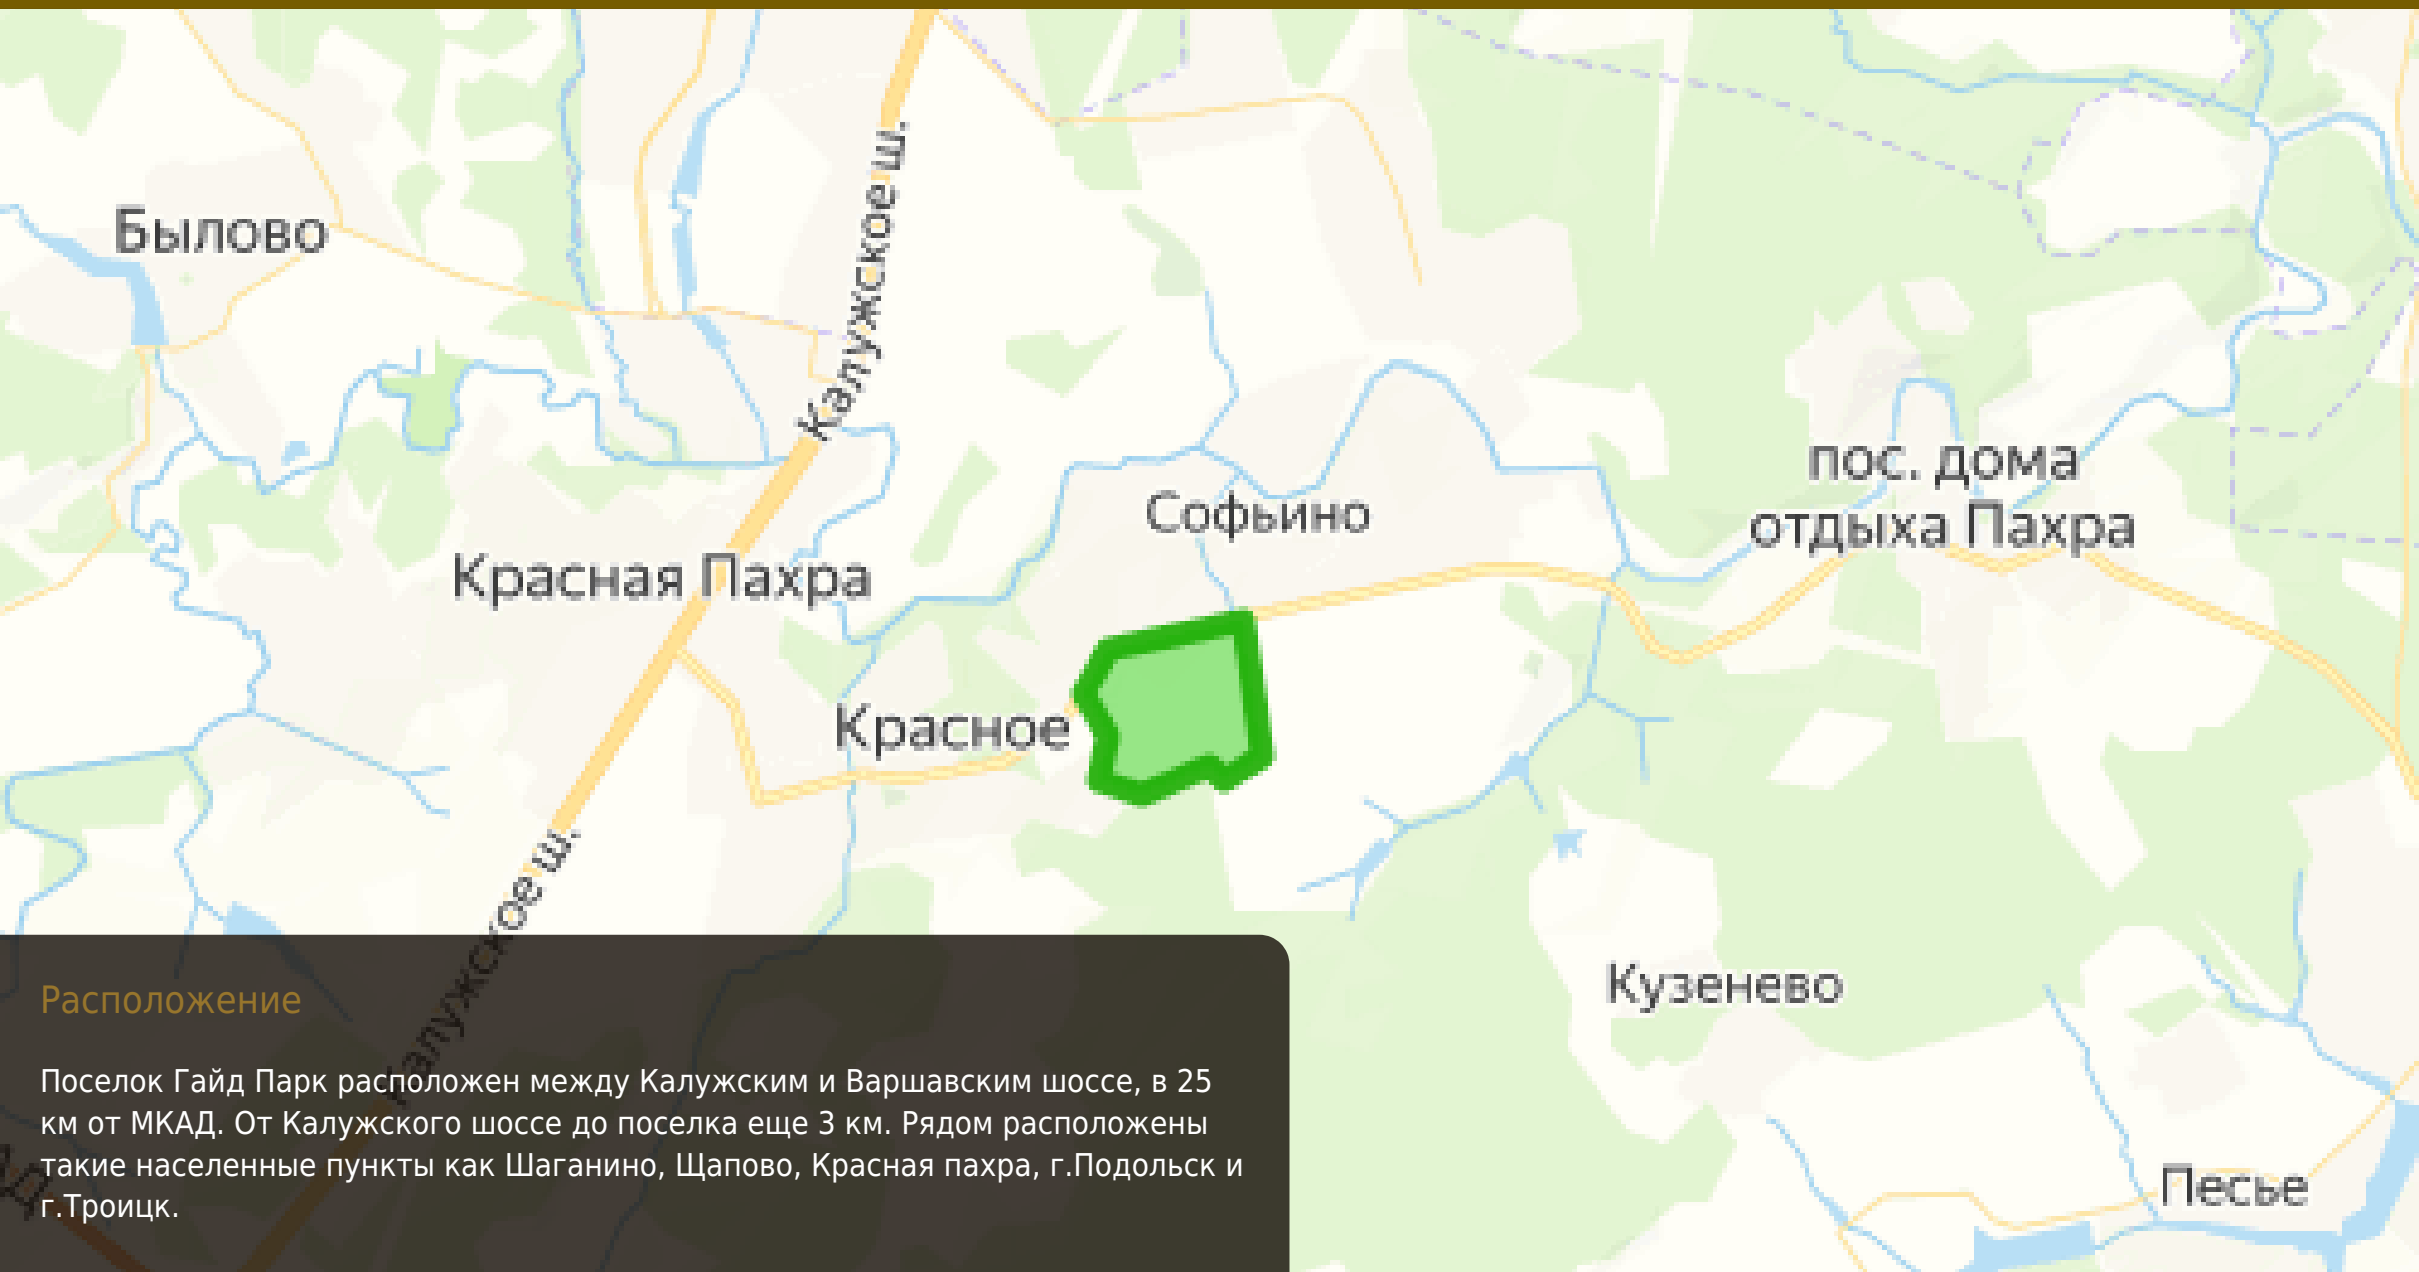 Калужское ш.
Былово
пос. дома
отдыха Пахра
Софьино
Красная Пахра
Красное
Калужское ш.
Кузенево
Песье
Расположение
Поселок Гайд Парк расположен между Калужским и Варшавским шоссе, в 25
км от МКАД. От Калужского шоссе до поселка еще 3 км. Рядом расположены
такие населенные пункты как Шаганино, Щапово, Красная пахра, г.Подольск и
г.Троицк.